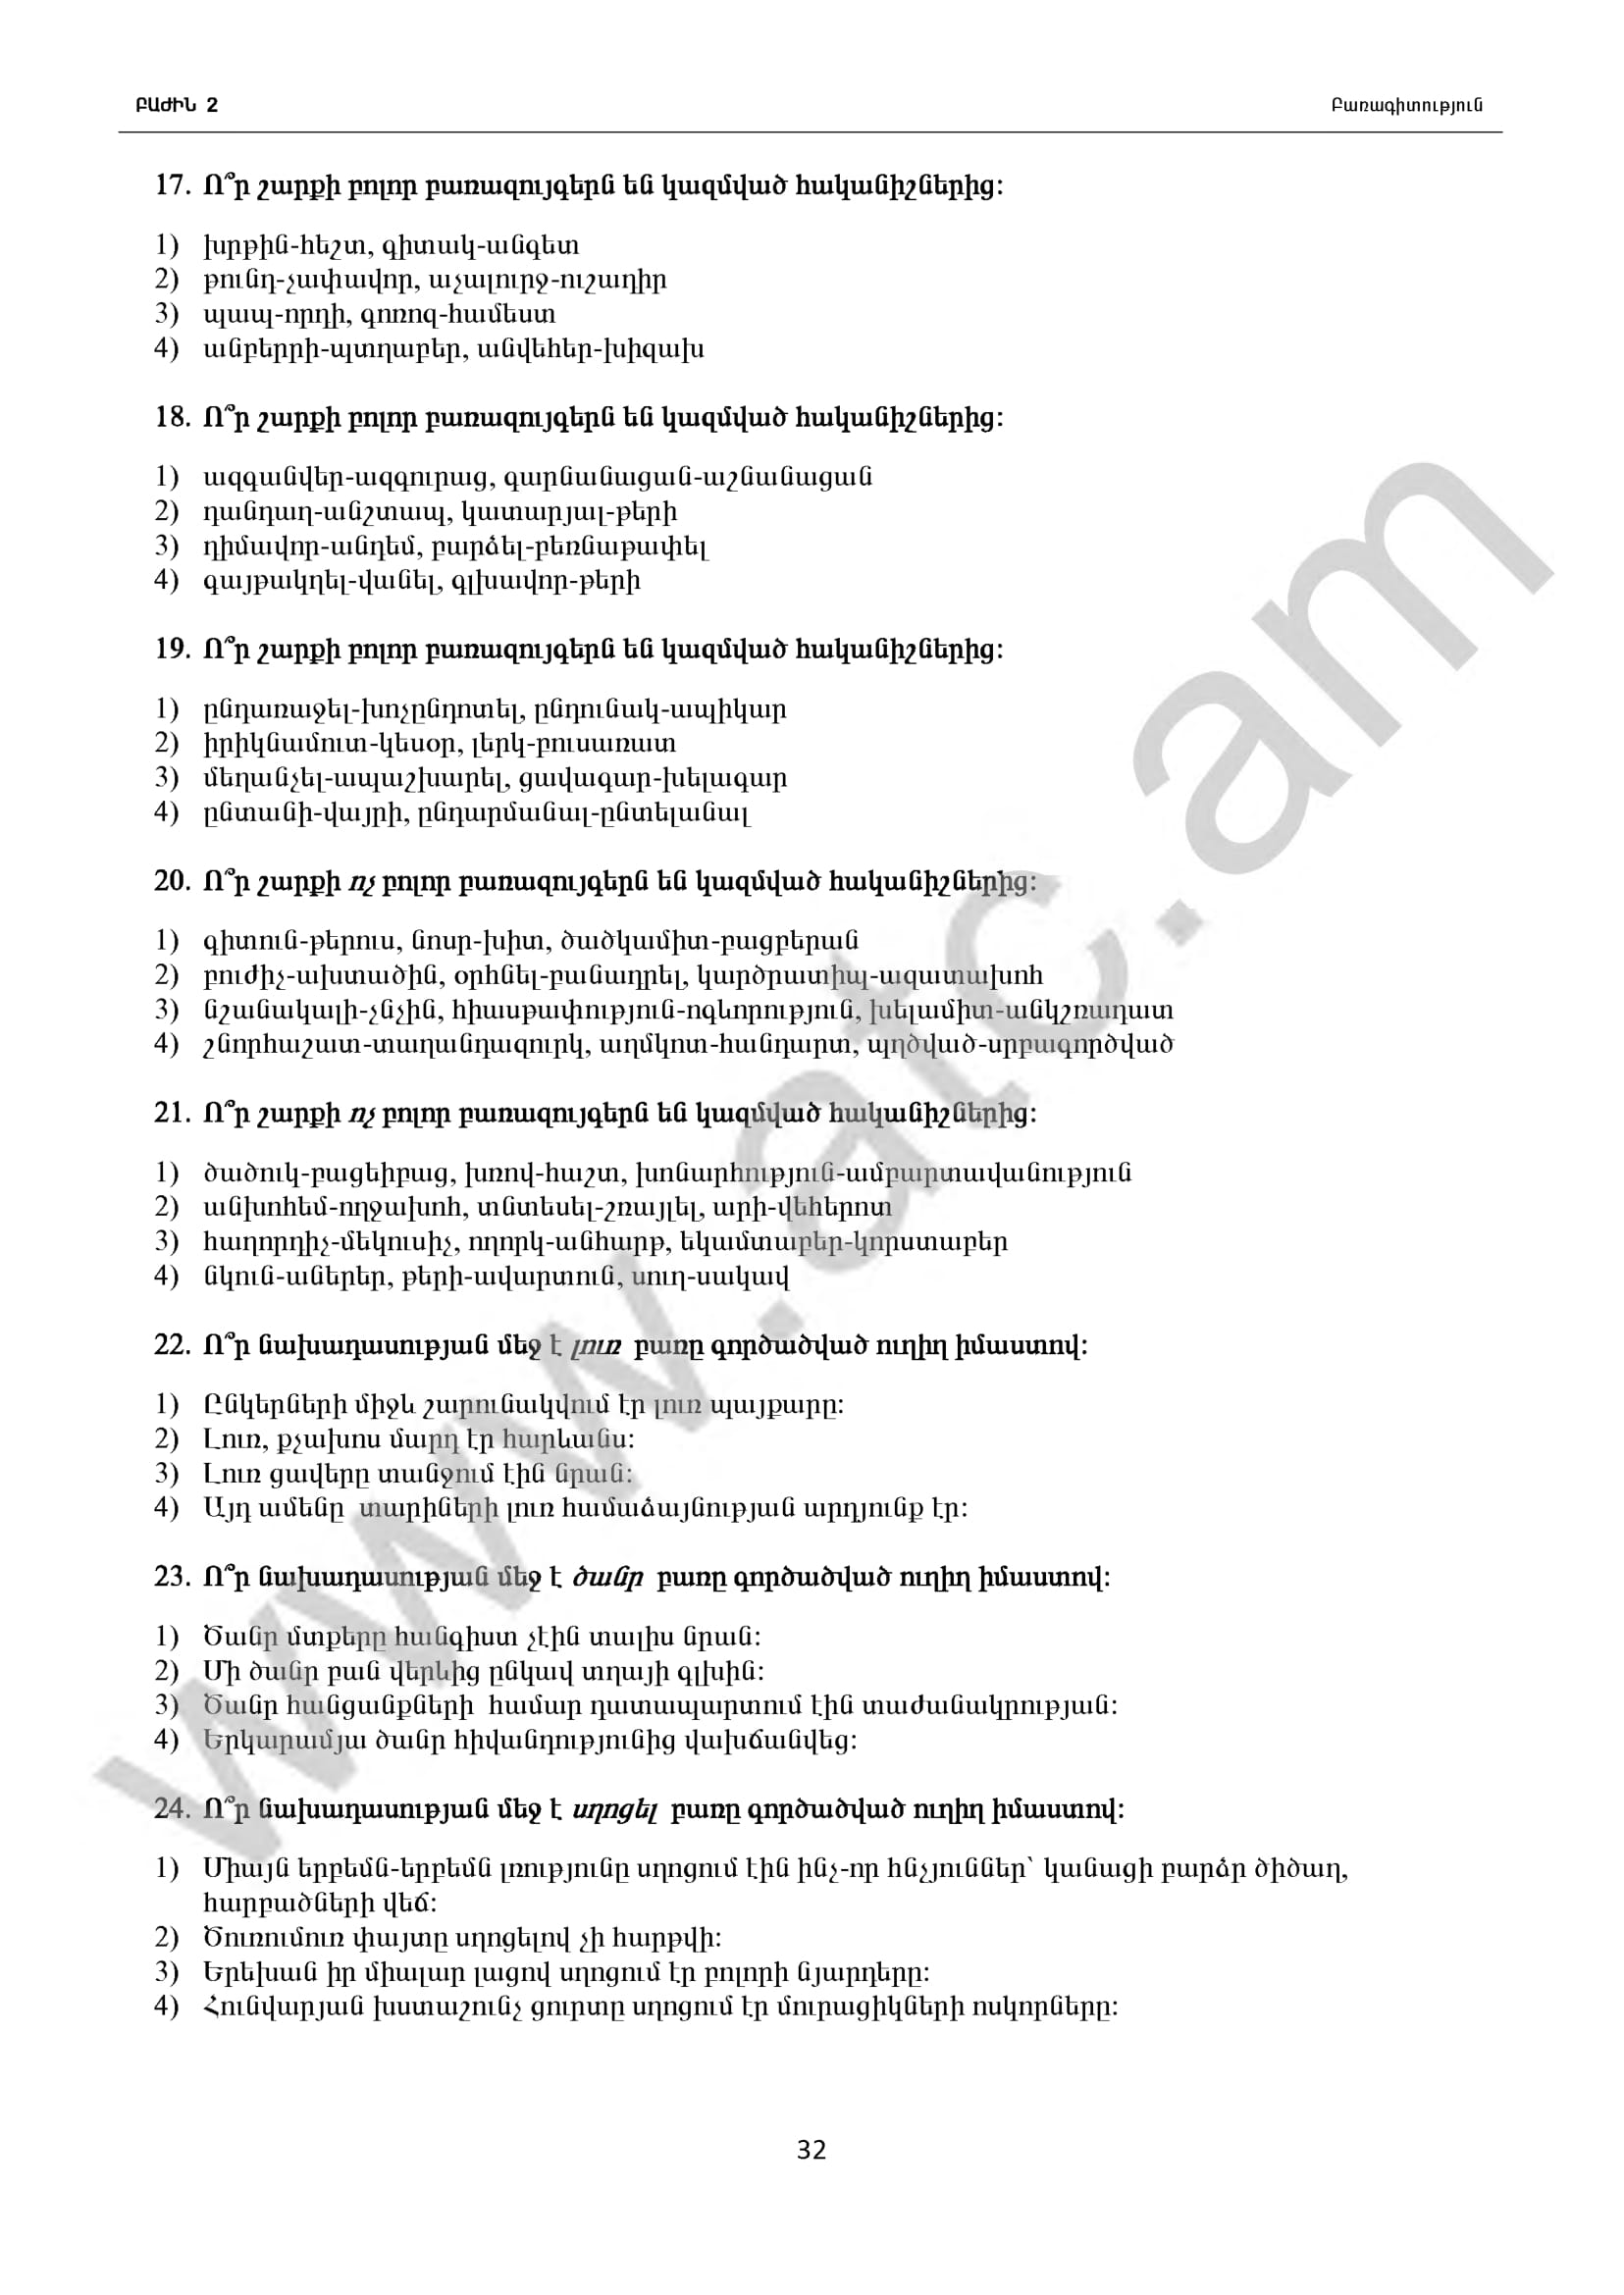 ԲԱԺԻՆ 2
Բառագիտություն
17. Ո՞ր շարքի բոլոր բառազույգերն են կազմված հականիշներից:
1) խրթին-հեշտ, գիտակ-անգետ
2) թունդ-չափավոր, աչալուրջ-ուշադիր
3) պապ-որդի, գոռոզ-համեստ
4) անբերրի-պտղաբեր, անվեհեր-խիզախ
18. Ո՞ր շարքի բոլոր բառազույգերն են կազմված հականիշներից:
1) ազգանվեր-ազգուրաց, գարնանացան-աշնանացան
2) դանդաղ-անշտապ, կատարյալ-թերի
3) դիմավոր-անդեմ, բարձել-բեռնաթափել
4) գայթակղել-վանել, գլխավոր-թերի
19. Ո՞ր շարքի բոլոր բառազույգերն են կազմված հականիշներից:
1) ընդառաջել-խոչընդոտել, ընդունակ-ապիկար
2) իրիկնամուտ-կեսօր, լերկ-բուսառատ
3) մեղանչել-ապաշխարել, ցավագար-խելագար
4) ընտանի-վայրի, ընդարմանալ-ընտելանալ
20. Ո՞ր շարքի ոչ բոլոր բառազույգերն են կազմված հականիշներից:
1) գիտուն-թերուս, նոսր-խիտ, ծածկամիտ-բացբերան
2) բուժիչ-ախտածին, օրհնել-բանադրել, կարծրատիպ-ազատախոհ
3) նշանակալի-չնչին, հիասթափություն-ոգևորություն, խելամիտ-անկշռադատ
4) շնորհաշատ-տաղանդազուրկ, աղմկոտ-հանդարտ, պղծված-սրբագործված
21. Ո՞ր շարքի ոչ բոլոր բառազույգերն են կազմված հականիշներից:
1) ծածուկ-բացեիբաց, խռով-հաշտ, խոնարհություն-ամբարտավանություն
2) անխոհեմ-ողջախոհ, տնտեսել-շռայլել, արի-վեհերոտ
3) հաղորդիչ-մեկուսիչ, ողորկ-անհարթ, եկամտաբեր-կորստաբեր
4) նկուն-աներեր, թերի-ավարտուն, սուղ-սակավ
22. Ո՞ր նախադասության մեջ է լուռ բառը գործածված ուղիղ իմաստով:
1) Ընկերների միջև շարունակվում էր լուռ պայքարը:
2) Լուռ, քչախոս մարդ էր հարևանս:
3) Լուռ ցավերը տանջում էին նրան:
4) Այդ ամենը տարիների լուռ համաձայնության արդյունք էր:
23. Ո՞ր նախադասության մեջ է ծանր բառը գործածված ուղիղ իմաստով:
1) Ծանր մտքերը հանգիստ չէին տալիս նրան:
2) Մի ծանր բան վերևից ընկավ տղայի գլխին:
3) Ծանր հանցանքների համար դատապարտում էին տաժանակրության:
4) Երկարամյա ծանր հիվանդությունից վախճանվեց:
24. Ո՞ր նախադասության մեջ է սղոցել բառը գործածված ուղիղ իմաստով:
1) Միայն երբեմն-երբեմն լռությունը սղոցում էին ինչ-որ հնչյուններ՝ կանացի բարձր ծիծաղ,
հարբածների վեճ:
2) Ծուռումուռ փայտը սղոցելով չի հարթվի:
3) Երեխան իր միալար լացով սղոցում էր բոլորի նյարդերը:
4) Հունվարյան խստաշունչ ցուրտը սղոցում էր մուրացիկների ոսկորները:
32
www.atc.am